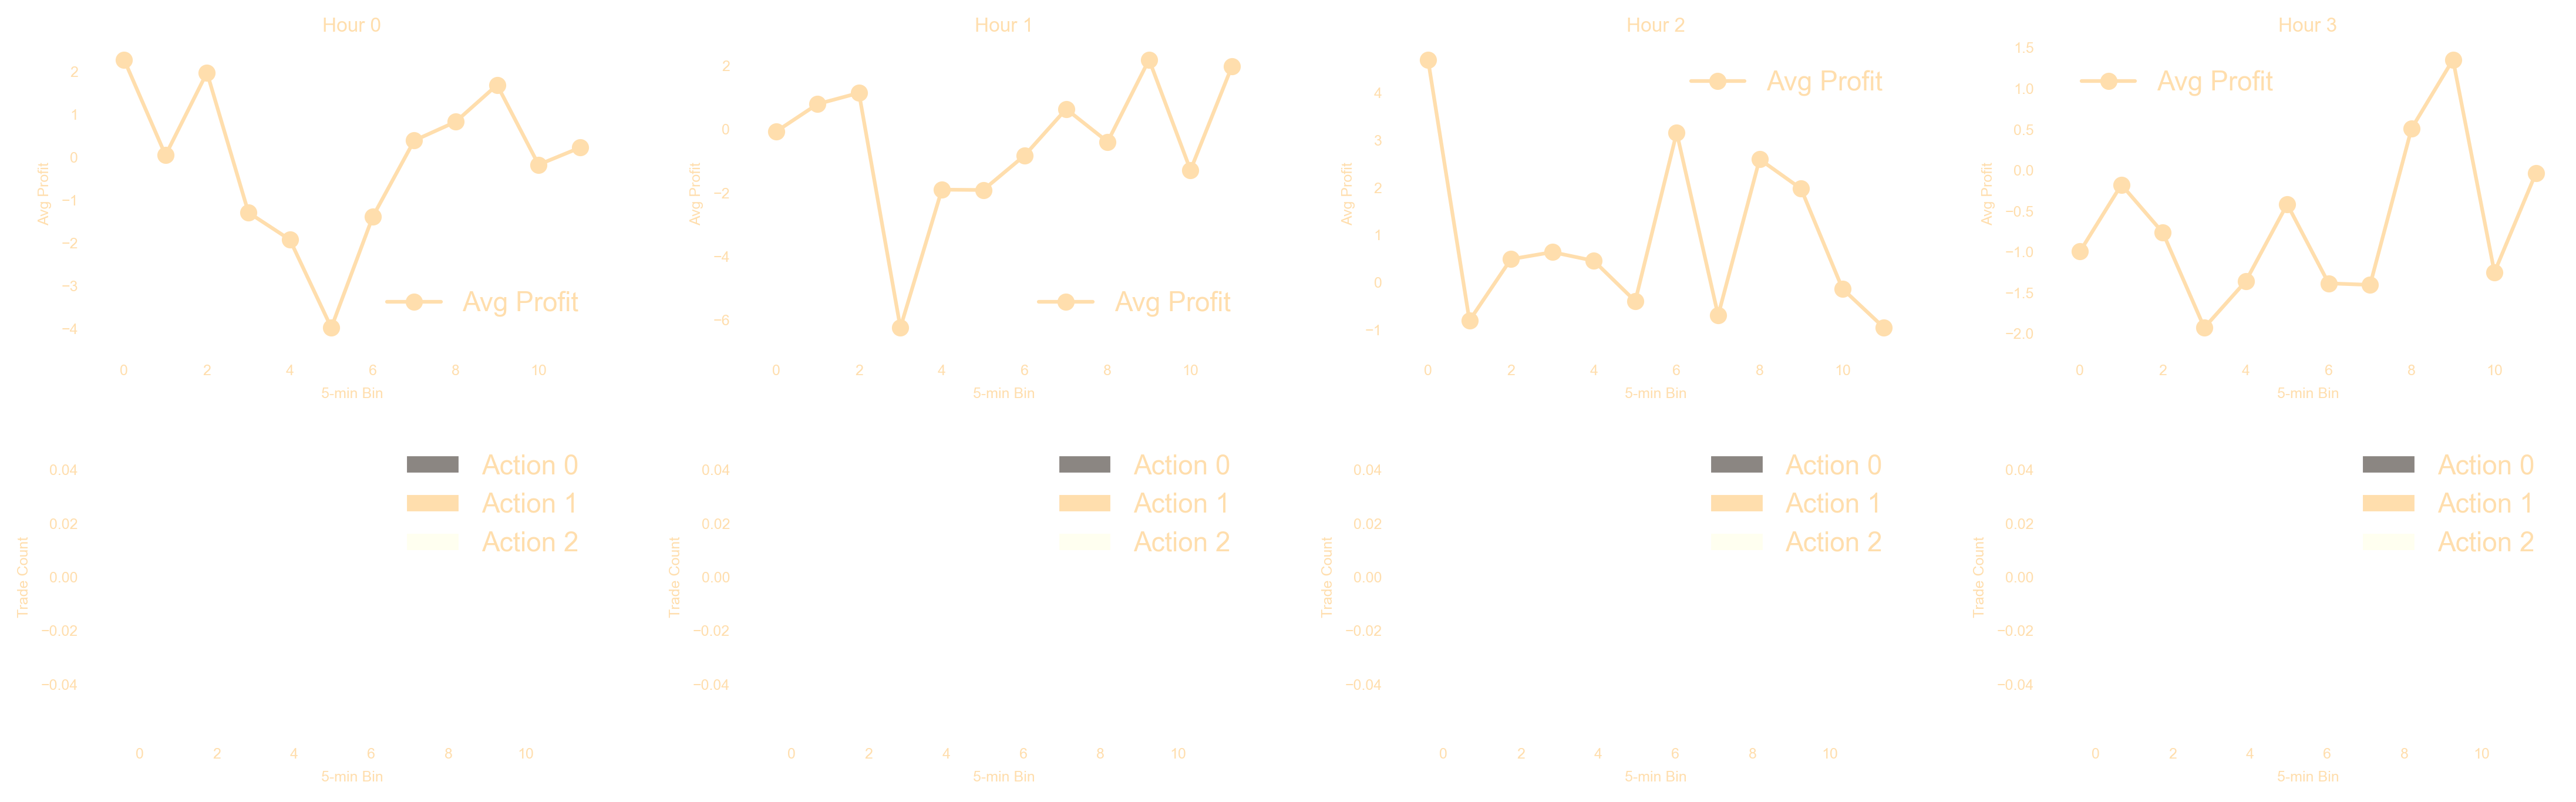 Hour 0
Avg Profit
2
1
0
−1
−2
−3
−4
Avg Profit
0 2 4 6 8 10
5-min Bin
Hour 1
Avg Profit
2
0
−2
−4
−6
Avg Profit
0 2 4 6 8 10
5-min Bin
Hour 2
Avg Profit
4
3
2
1
0
−1
Avg Profit
0 2 4 6 8 10
5-min Bin
Hour 3
Avg Profit
1.5
1.0
0.5
0.0
−0.5
−1.0
−1.5
−2.0
Avg Profit
0 2 4 6 8 10
5-min Bin
Trade Count
0.04
0.02
0.00
−0.02
−0.04
Action 0
Action 1
Action 2
0 2 4 6 8 10
5-min Bin
Trade Count
0.04
0.02
0.00
−0.02
−0.04
Action 0
Action 1
Action 2
0 2 4 6 8 10
5-min Bin
Trade Count
0.04
0.02
0.00
−0.02
−0.04
Action 0
Action 1
Action 2
0 2 4 6 8 10
5-min Bin
Trade Count
0.04
0.02
0.00
−0.02
−0.04
Action 0
Action 1
Action 2
0 2 4 6 8 10
5-min Bin